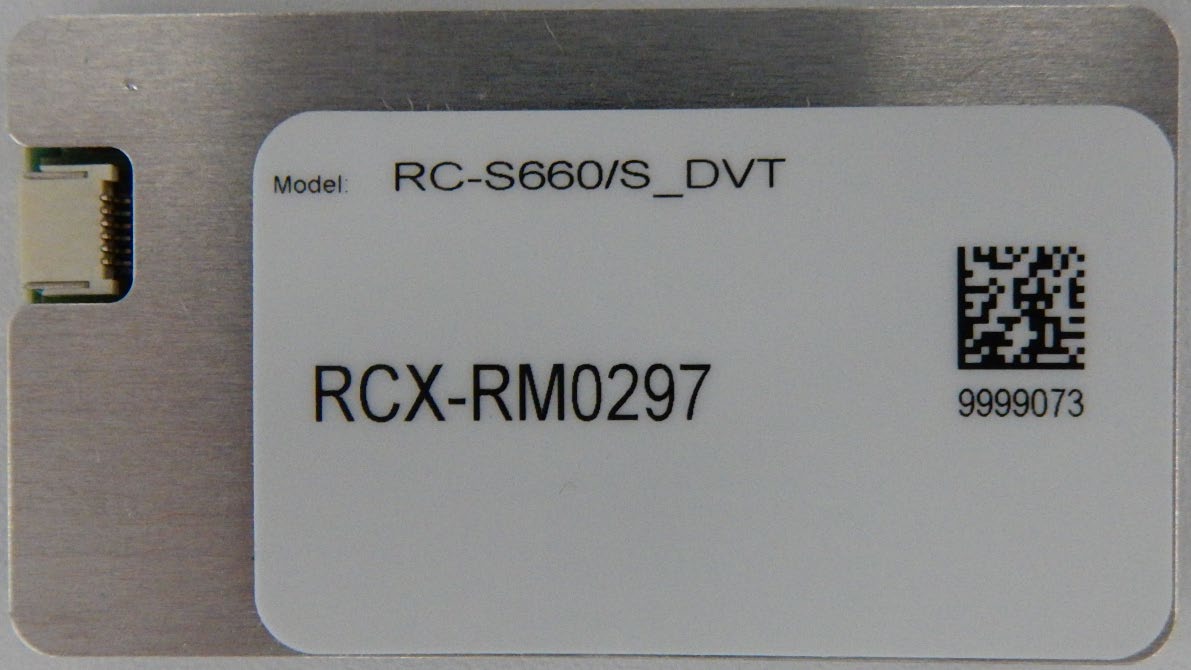 Model: RC-S660/S_DVT
RCX-RM0297
9999073